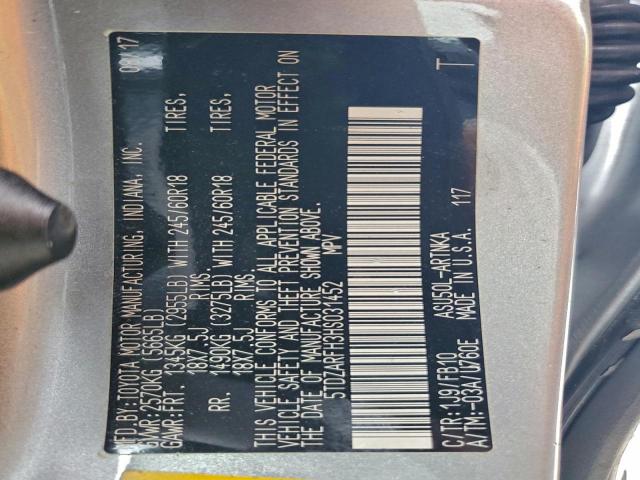 MFD.BY:TOYOTA MOTOR MANUFACTURING, INDIANA, INC.
GVWR:2570KG (5665LB)
GAWR:FRT. 1345KG (2955LB) WITH 245/60R18 TIRES,
18X7.5J RIMS,
RR. 1490KG (3275LB) WITH 245/60R18 TIRES,
18X7.5J RIMS.
THIS VEHICLE CONFORMS TO ALL APPLICABLE FEDERAL MOTOR
VEHICLE SAFETY AND THEFT PREVENTION STANDARDS IN EFFECT ON
THE DATE OF MANUFACTURE SHOWN ABOVE.
5TDZARFH3HS031452 MPV
C/TR:1J9/FB10 ASU50L-ARTNKA T
A/TM:-03A/U760E MADE IN U.S.A. 117